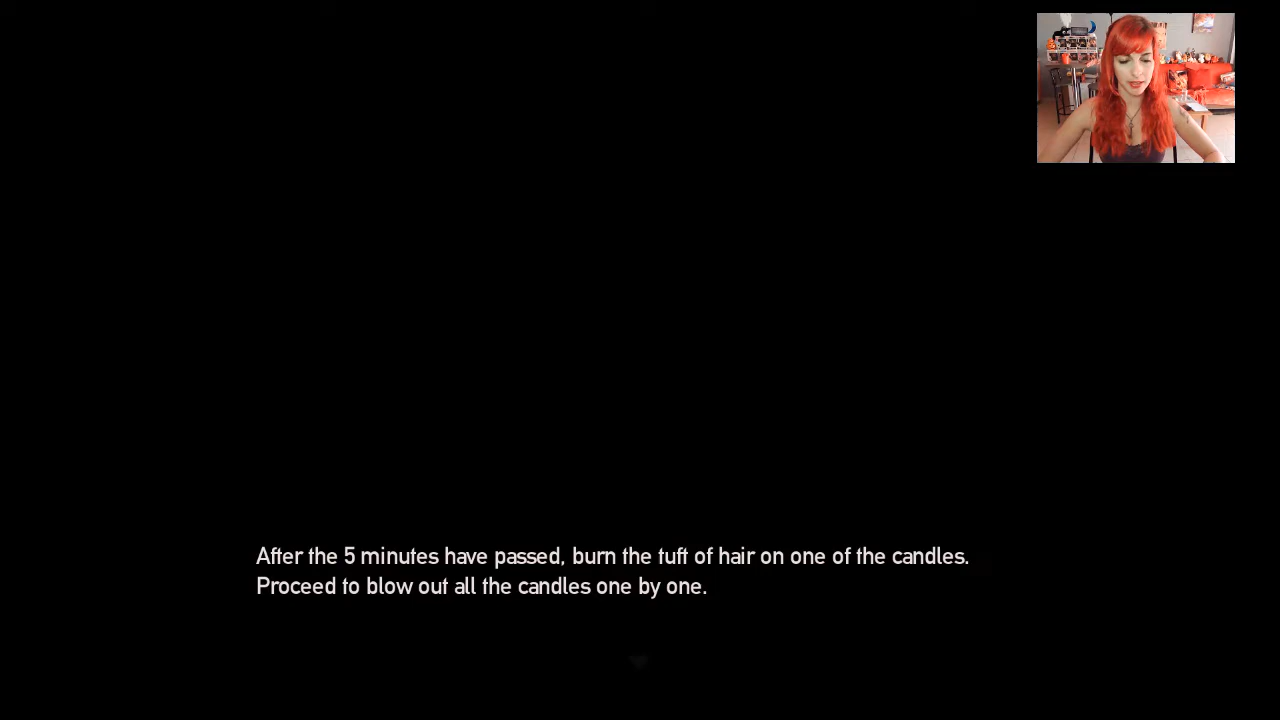 After the 5 minutes have passed, burn the tuft of hair on one of the candles.
Proceed to blow out all the candles one by one.